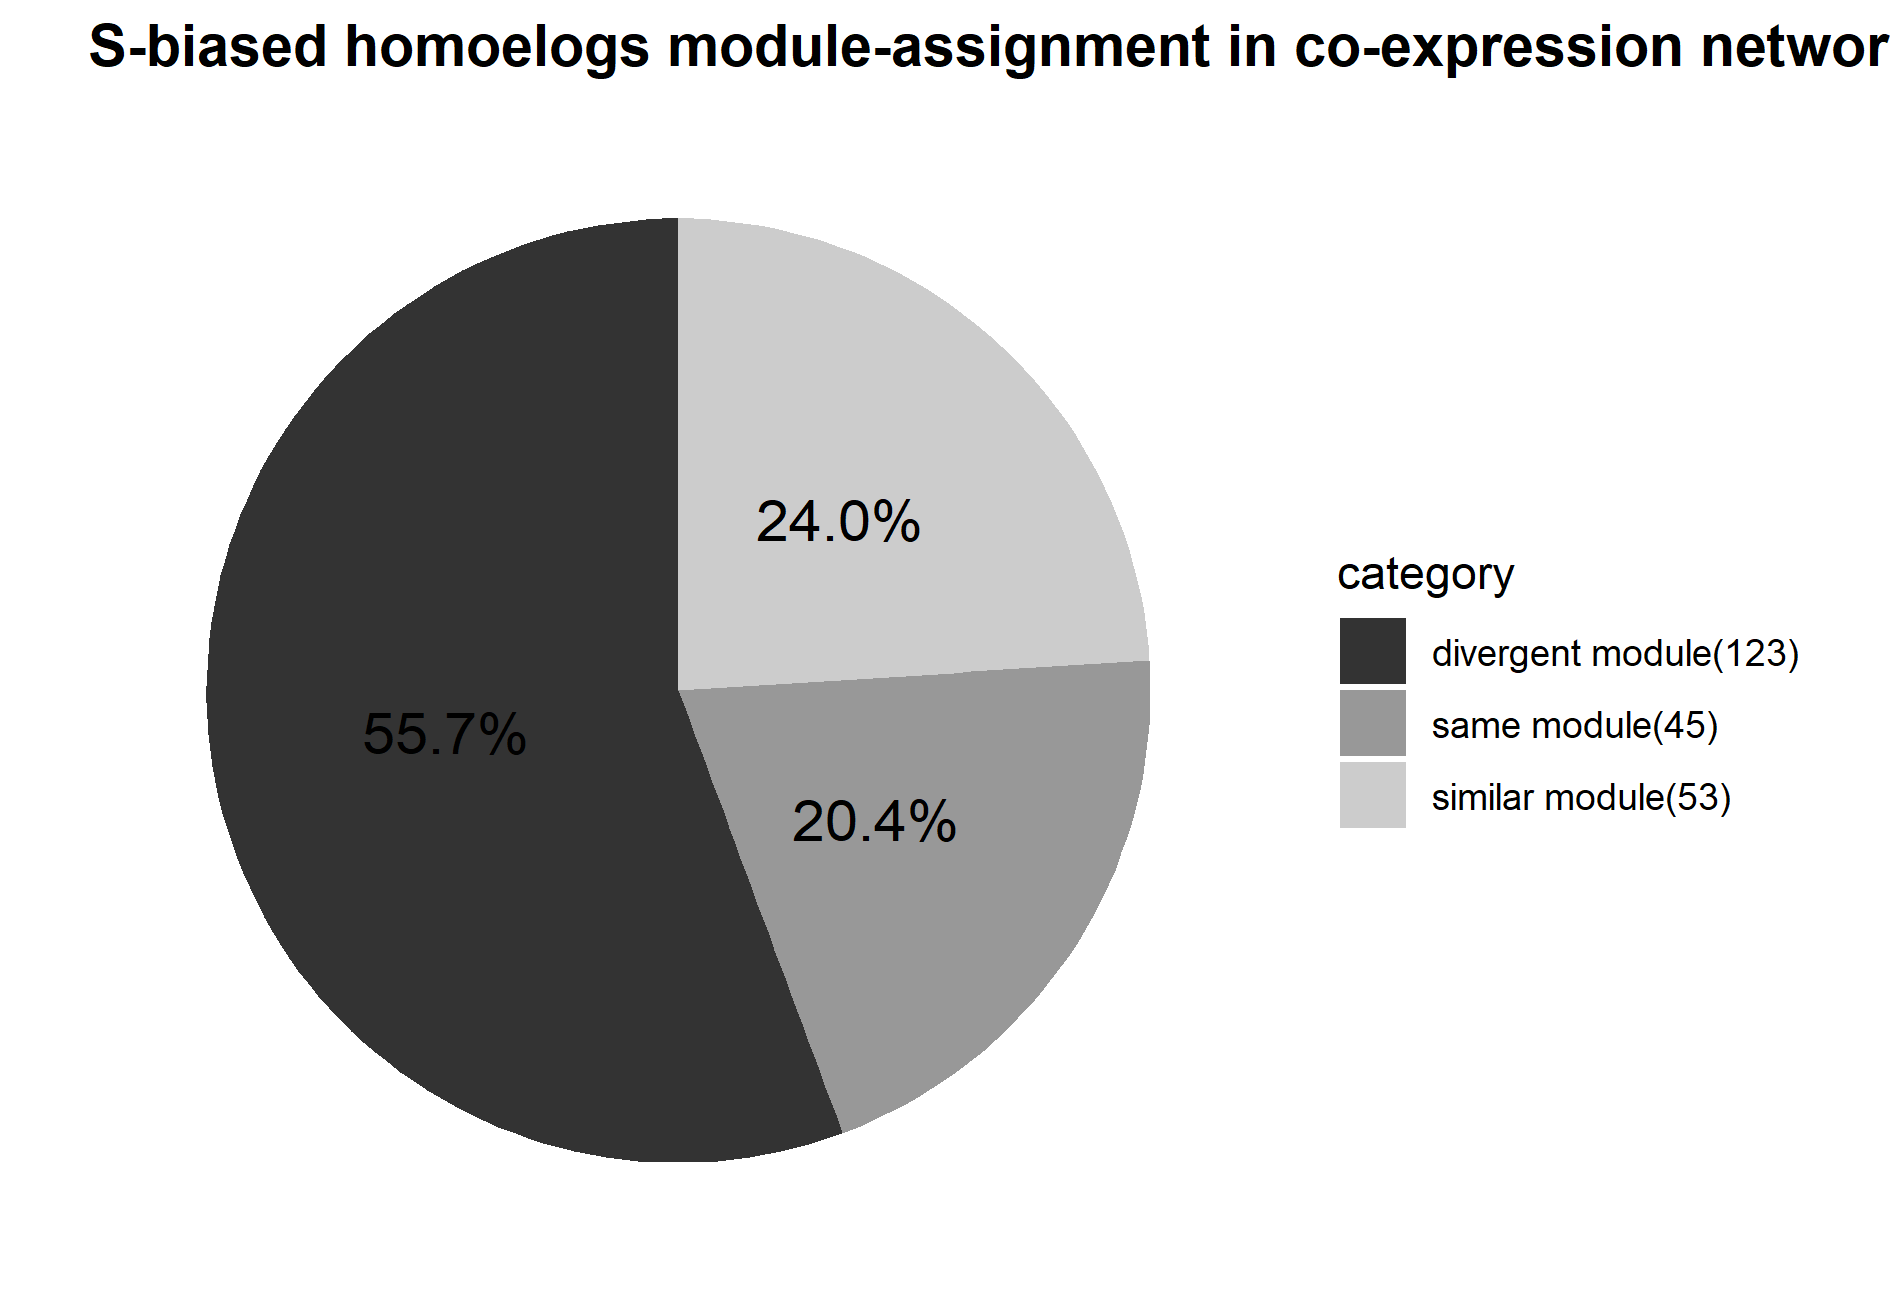 S-biased homoelogs module-assignment in co-expression networ
24.0%
55.7%
20.4%
category
divergent module(123)
same module(45)
similar module(53)